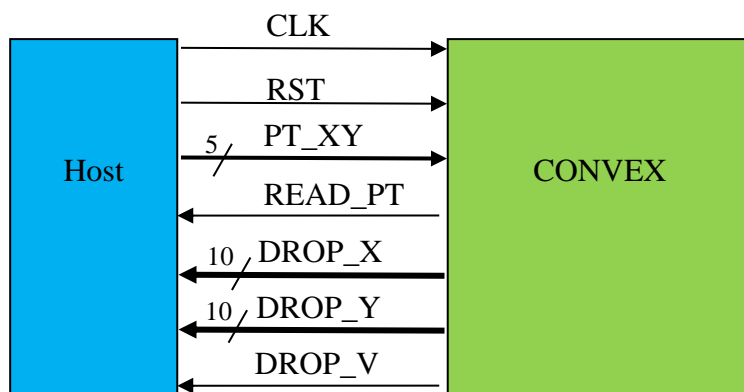 CLK
RST
5 PT_XY
Host
CONVEX
READ_PT
10 DROP_X
10 DROP_Y
DROP_V